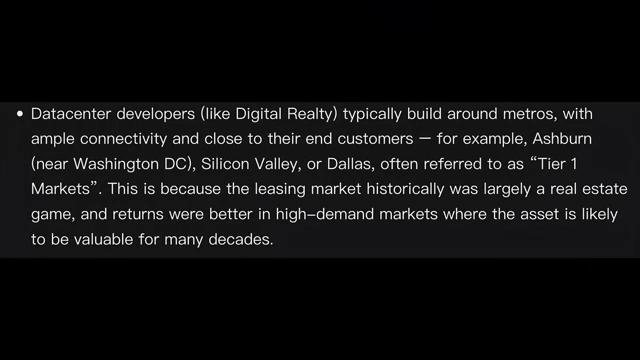 • Datacenter developers (like Digital Realty) typically build around metros, with
ample connectivity and close to their end customers — for example, Ashburn
(near Washington DC), Silicon Valley, or Dallas, often referred to as “Tier 1
Markets”. This is because the leasing market historically was largely a real estate
game, and returns were better in high-demand markets where the asset is likely
to be valuable for many decades.